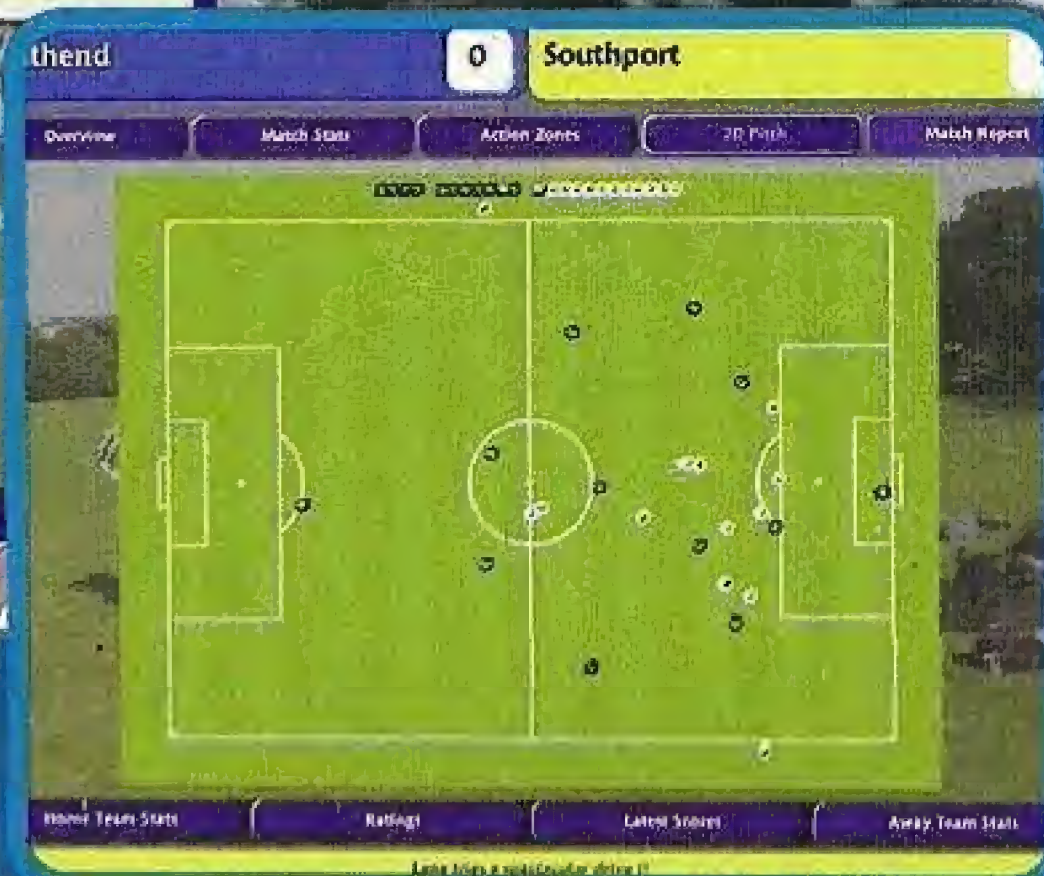 thend 0 Southport
Overview Match Stats Action Zones 2D Pitch Match Report
Home Team Stats Ratings Latest Scores Away Team Stats